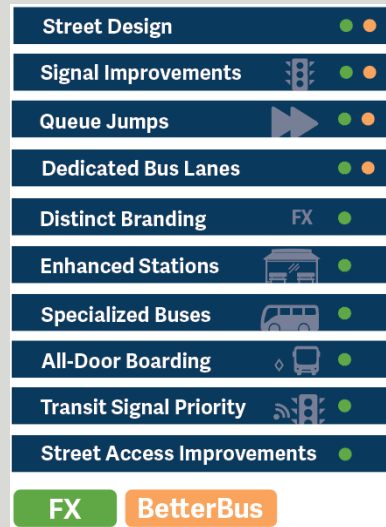 Street Design
Signal Improvements
Queue Jumps
Dedicated Bus Lanes
Distinct Branding FX
Enhanced Stations
Specialized Buses
All-Door Boarding
Transit Signal Priority
Street Access Improvements
FX BetterBus